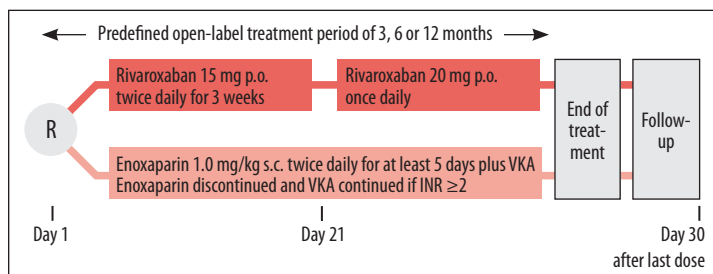 Predefined open-label treatment period of 3, 6 or 12 months
Rivaroxaban 15 mg p.o.
twice daily for 3 weeks
Rivaroxaban 20 mg p.o.
once daily
R
Enoxaparin 1.0 mg/kg s.c. twice daily for at least 5 days plus VKA
Enoxaparin discontinued and VKA continued if INR ≥2
End of
treat-
ment
Follow-
up
Day 1
Day 21
Day 30
after last dose